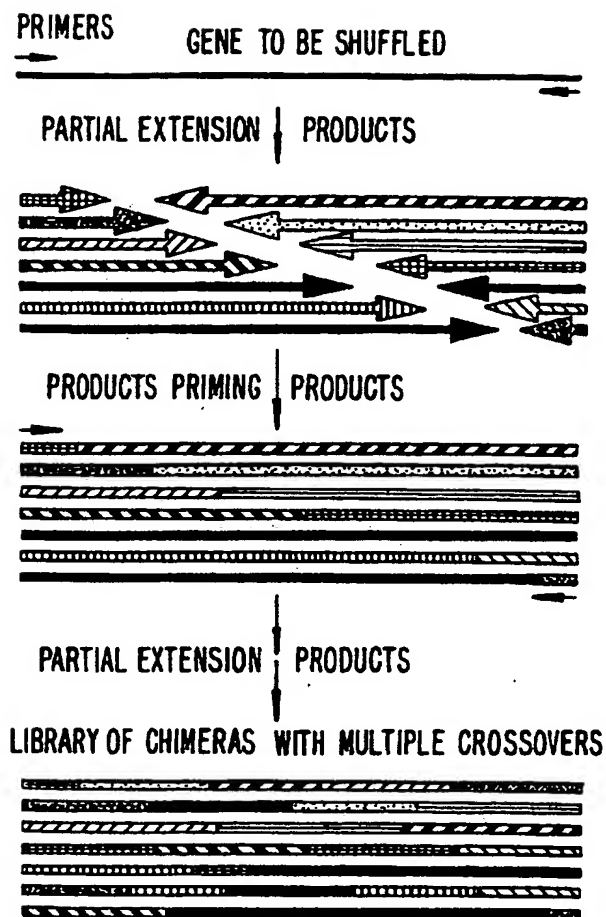 PRIMERS
GENE TO BE SHUFFLED
PARTIAL EXTENSION PRODUCTS
PRODUCTS PRIMING PRODUCTS
PARTIAL EXTENSION PRODUCTS
LIBRARY OF CHIMERAS WITH MULTIPLE CROSSOVERS